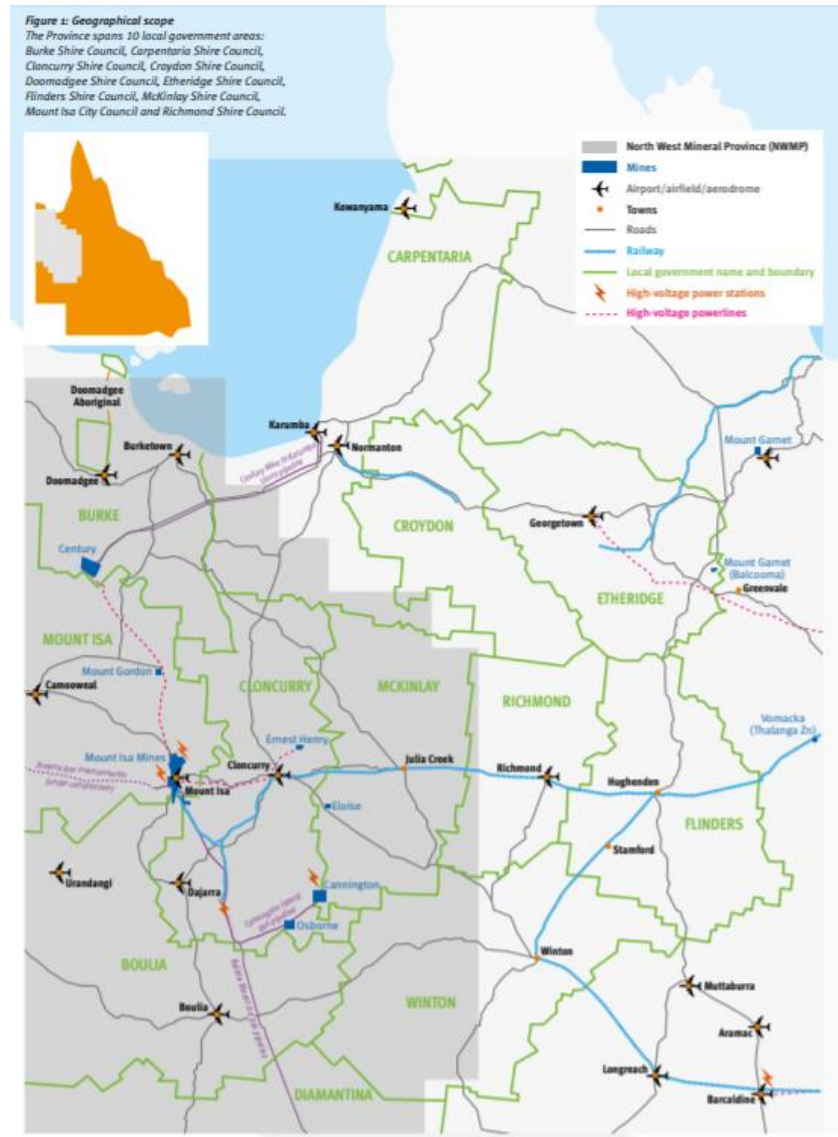 Figure 1: Geographical scope
The Province spans 10 local government areas:
Burke Shire Council, Carpentaria Shire Council,
Cloncurry Shire Council, Croydon Shire Council,
Doomadgee Shire Council, Etheridge Shire Council,
Flinders Shire Council, McKinlay Shire Council,
Mount Isa City Council and Richmond Shire Council.
North West Mineral Province (NWMP)
Mines
Airport/airfield/aerodrome
Towns
Roads
Railway
Local government name and boundary
High-voltage power stations
High-voltage powerlines
Kowanyama
CARPENTARIA
Doomadgee
Aboriginal
Karumba
Burketown
Normanton
Mount Garnet
Doomadgee
BURKE
Georgetown
CROYDON
Century
Mount Garnet
(Balcooma)
Greenvale
ETHERIDGE
MOUNT ISA
Mount Gordon
CLONCURRY
MCKINLAY
RICHMOND
Camooweal
Vomacka
(Thalanga Zn)
Ernest Henry
Mount Isa Mines
Cloncurry
Julia Creek
Richmond
Mount Isa
Hughenden
Eloise
FLINDERS
Stamford
Urandangi
Dajarra
Cannington
Osborne
BOULIA
Winton
Muttaburra
WINTON
Boulia
Aramac
Longreach
DIAMANTINA
Barcaldine